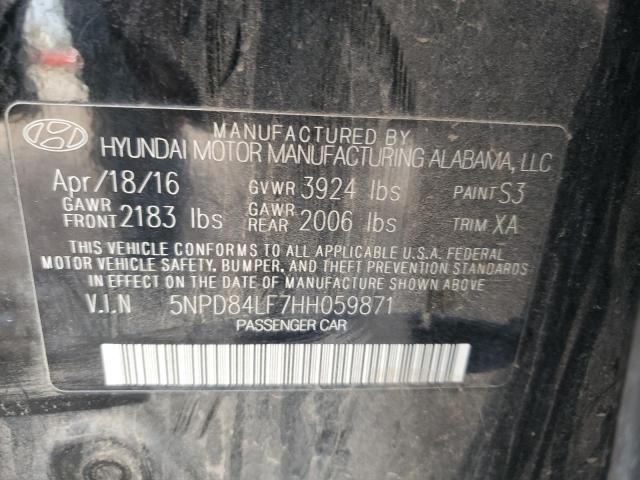 MANUFACTURED BY
HYUNDAI MOTOR MANUFACTURING ALABAMA, LLC
Apr/18/16 GVWR 3924 lbs PAINT S3
GAWR FRONT 2183 lbs GAWR REAR 2006 lbs TRIM XA
THIS VEHICLE CONFORMS TO ALL APPLICABLE U.S.A. FEDERAL
MOTOR VEHICLE SAFETY, BUMPER, AND THEFT PREVENTION STANDARDS
IN EFFECT ON THE DATE OF MANUFACTURE SHOWN ABOVE
V.I.N 5NPD84LF7HH059871
PASSENGER CAR